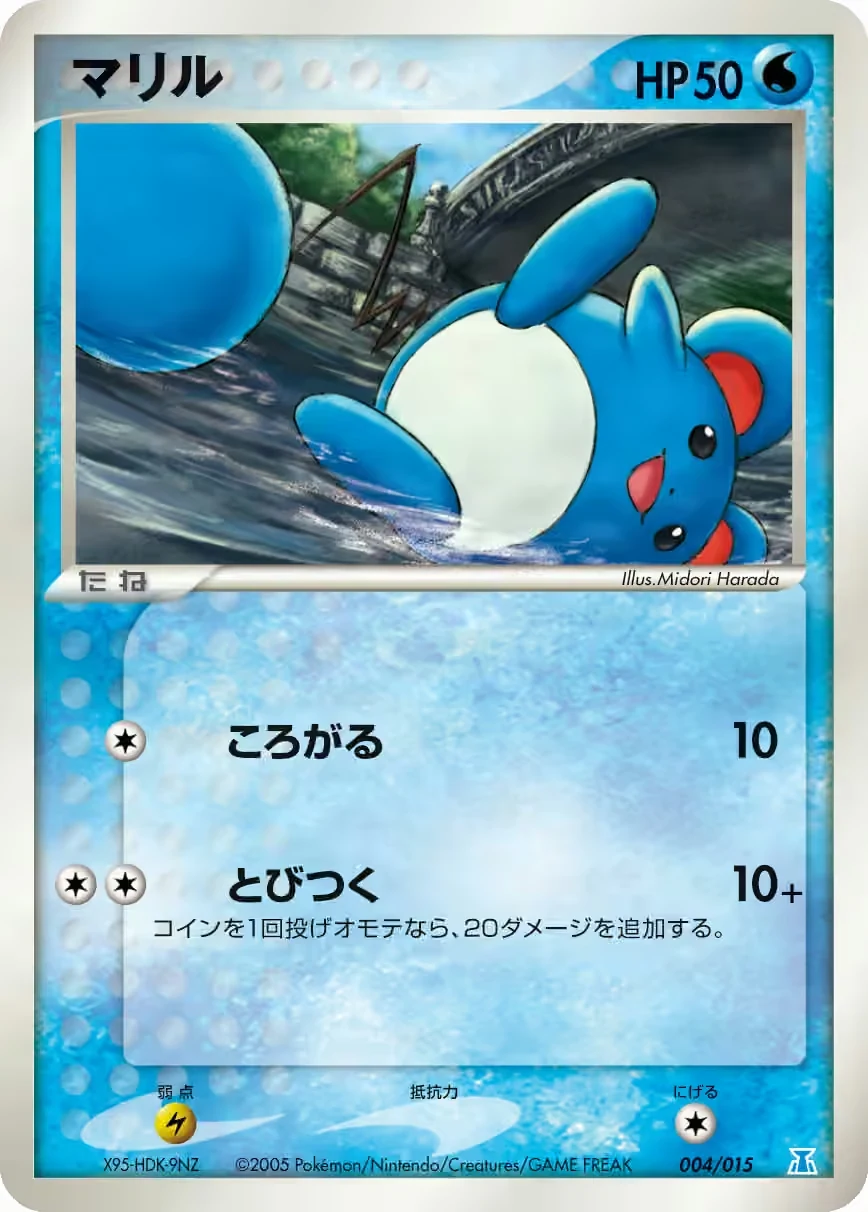 マリル HP50
たね Illus.Midori Harada
ころがる 10
とびつく 10+
コインを1回投げオモテなら、20ダメージを追加する。
弱点 抵抗力 にげる
X95-HDK-9NZ ©2005 Pokémon/Nintendo/Creatures/GAME FREAK 004/015